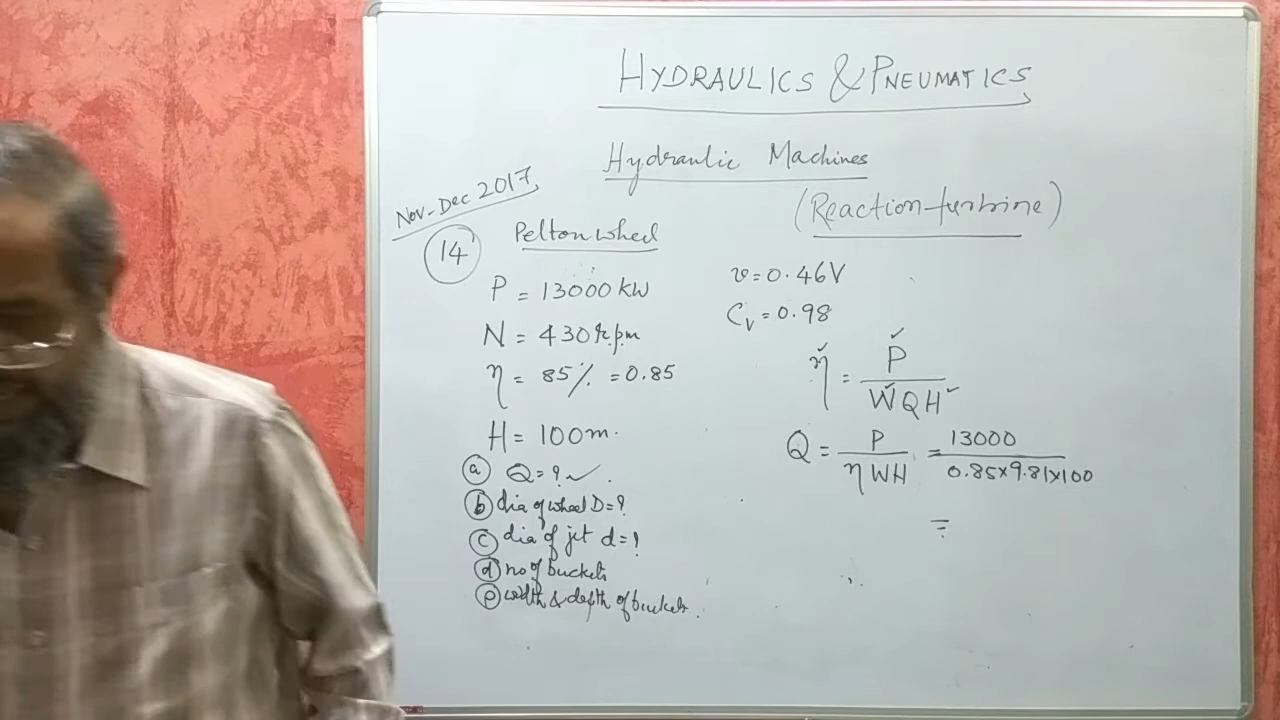 HYDRAULICS & PNEUMATICS
Hydraulic Machines
(Reaction turbine)
Nov-Dec 2017
14 Pelton wheel
P = 13000 KW
N = 430 r.p.m
η = 85% = 0.85
H = 100m.
a Q = ? ✓.
b dia of wheel D = ?
c dia of jet d = ?
d no of buckets
e width & depth of buckets.
v = 0.46V
Cv = 0.98
η = P / WQH
Q = P / ηWH = 13000 / 0.85×9.81×100
=